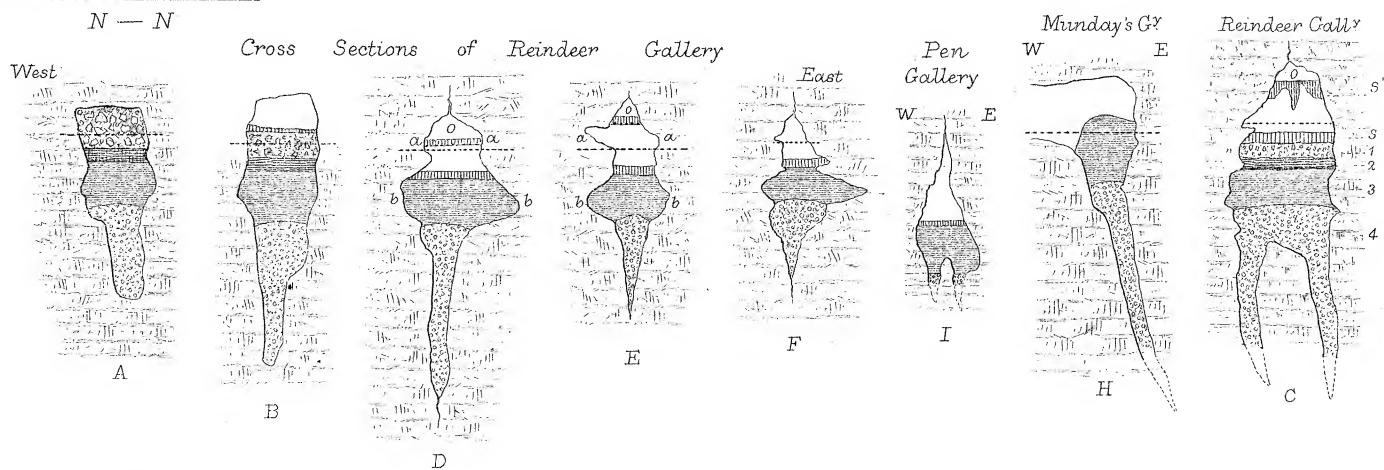 N — N
Cross Sections of Reindeer Gallery
West
East
Pen
Gallery
W E
Munday's Gy.
W E
Reindeer Gally
A
B
o
a a
b b
D
o
a a
b b
E
F
I
H
o
S'
S
1
2
3
4
C